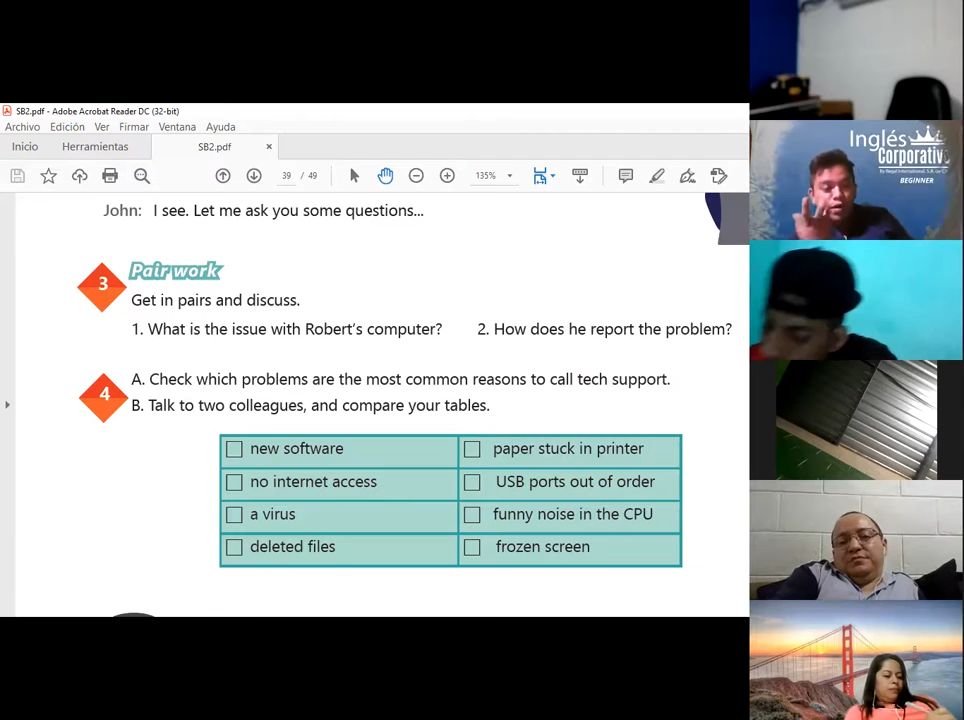 SB2.pdf - Adobe Acrobat Reader DC (32-bit)
Archivo Edición Ver Firmar Ventana Ayuda
Inicio Herramientas SB2.pdf ×
39 / 49 135%
John: I see. Let me ask you some questions...
3 Pair work
Get in pairs and discuss.
1. What is the issue with Robert's computer? 2. How does he report the problem?
4 A. Check which problems are the most common reasons to call tech support.
B. Talk to two colleagues, and compare your tables.
new software paper stuck in printer
no internet access USB ports out of order
a virus funny noise in the CPU
deleted files frozen screen
Inglés
Corporativo
BEGINNER